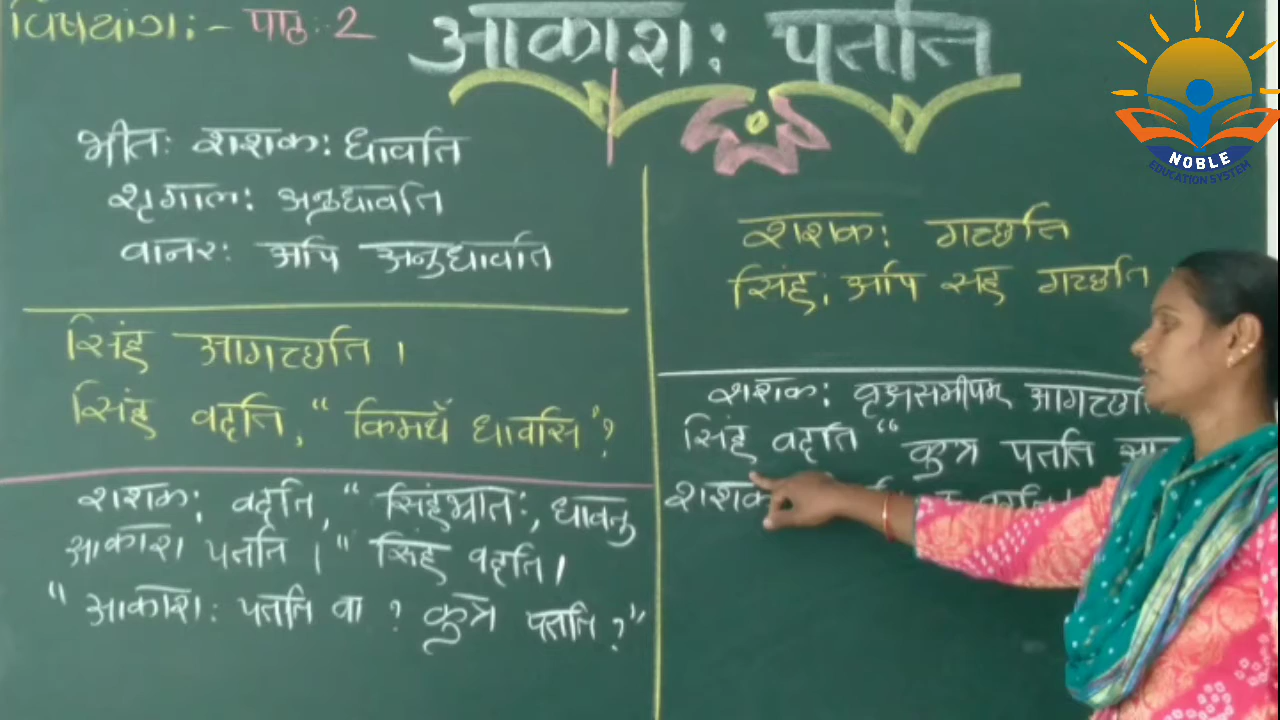 विषयांग:- पाठ: 2
आकाश: पतति
भीत: शशक: धावति
शृगाल: अनुधावति
वानर: अपि अनुधावति
सिंह आगच्छति ।
सिंह वदति, “किमर्थं धावसि ?
शशक: वदति, “सिंहभ्रात:, धावतु
आकाश पतति ।" सिंह वदति ।
“आकाश: पतति वा ? कुत्र पतति ?”
शशक: गच्छति
सिंह: अपि सह गच्छति
शशक: वृक्षसमीपम् आगच्छति
सिंह वदति “कुत्र पतति
शशक
NOBLE
EDUCATION SYSTEM